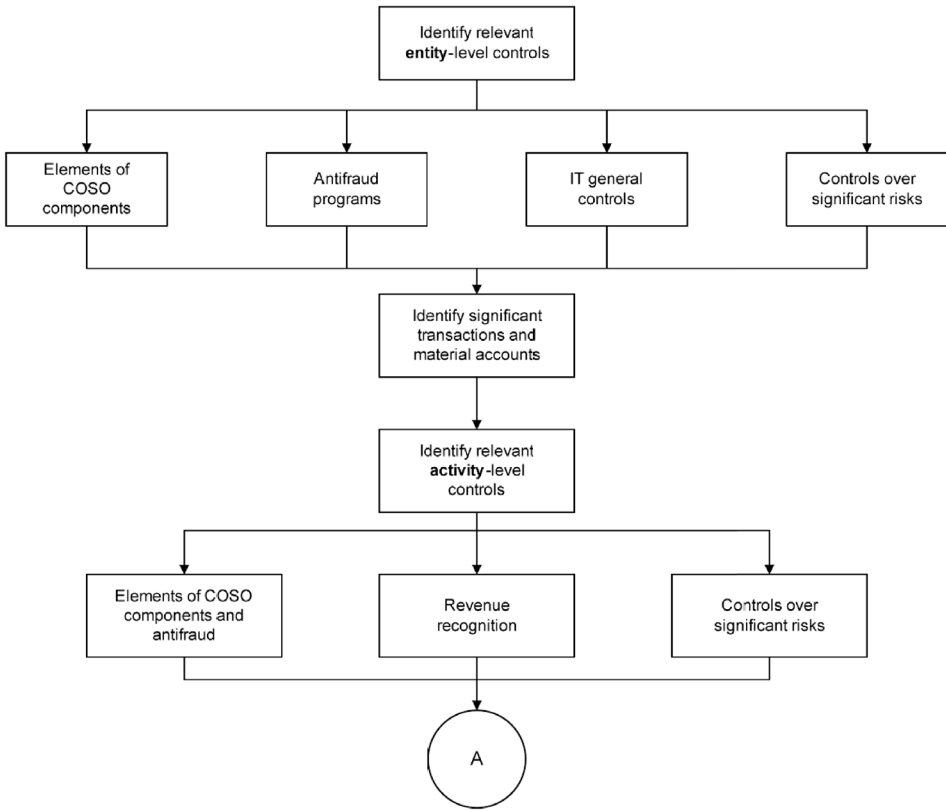 Identify relevant
entity-level controls
Elements of
COSO
components
Antifraud
programs
IT general
controls
Controls over
significant risks
Identify significant
transactions and
material accounts
Identify relevant
activity-level
controls
Elements of COSO
components and
antifraud
Revenue
recognition
Controls over
significant risks
A